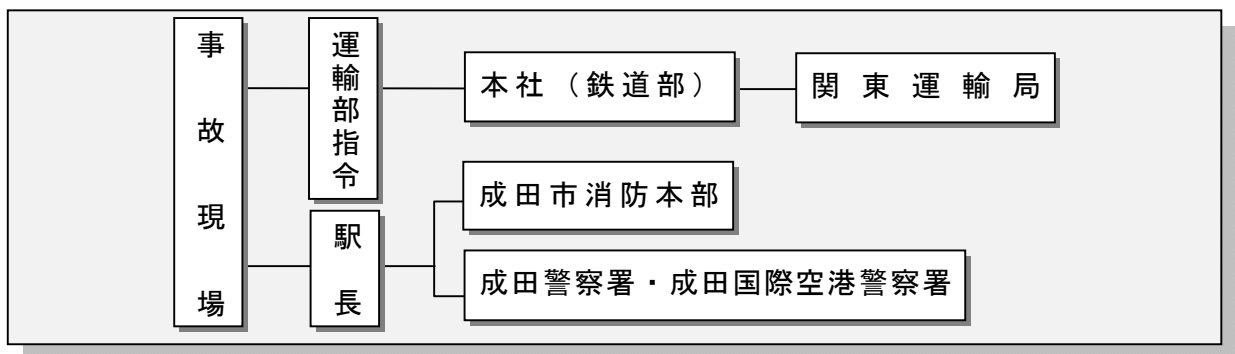 事故現場
運輸部指令
本社（鉄道部）
関東運輸局
駅長
成田市消防本部
成田警察署・成田国際空港警察署